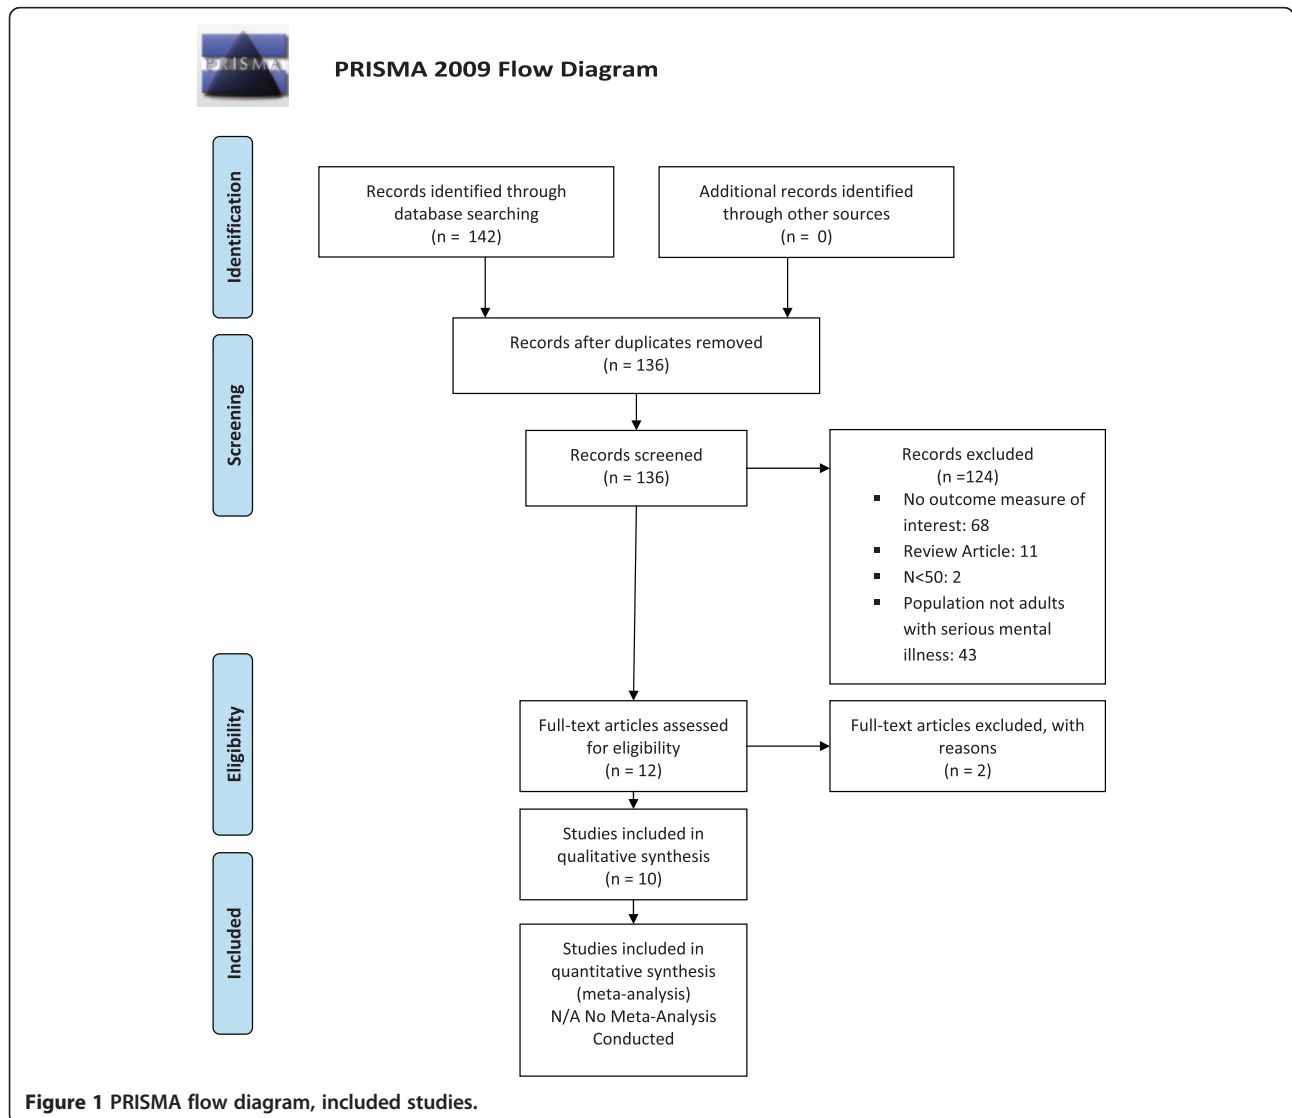 PRISMA
PRISMA 2009 Flow Diagram
Identification
Records identified through
database searching
(n = 142)
Additional records identified
through other sources
(n = 0)
Screening
Records after duplicates removed
(n = 136)
Records screened
(n = 136)
Records excluded
(n =124)
▪ No outcome measure of
interest: 68
▪ Review Article: 11
▪ N<50: 2
▪ Population not adults
with serious mental
illness: 43
Eligibility
Full-text articles assessed
for eligibility
(n = 12)
Full-text articles excluded, with
reasons
(n = 2)
Included
Studies included in
qualitative synthesis
(n = 10)
Studies included in
quantitative synthesis
(meta-analysis)
N/A No Meta-Analysis
Conducted
Figure 1 PRISMA flow diagram, included studies.